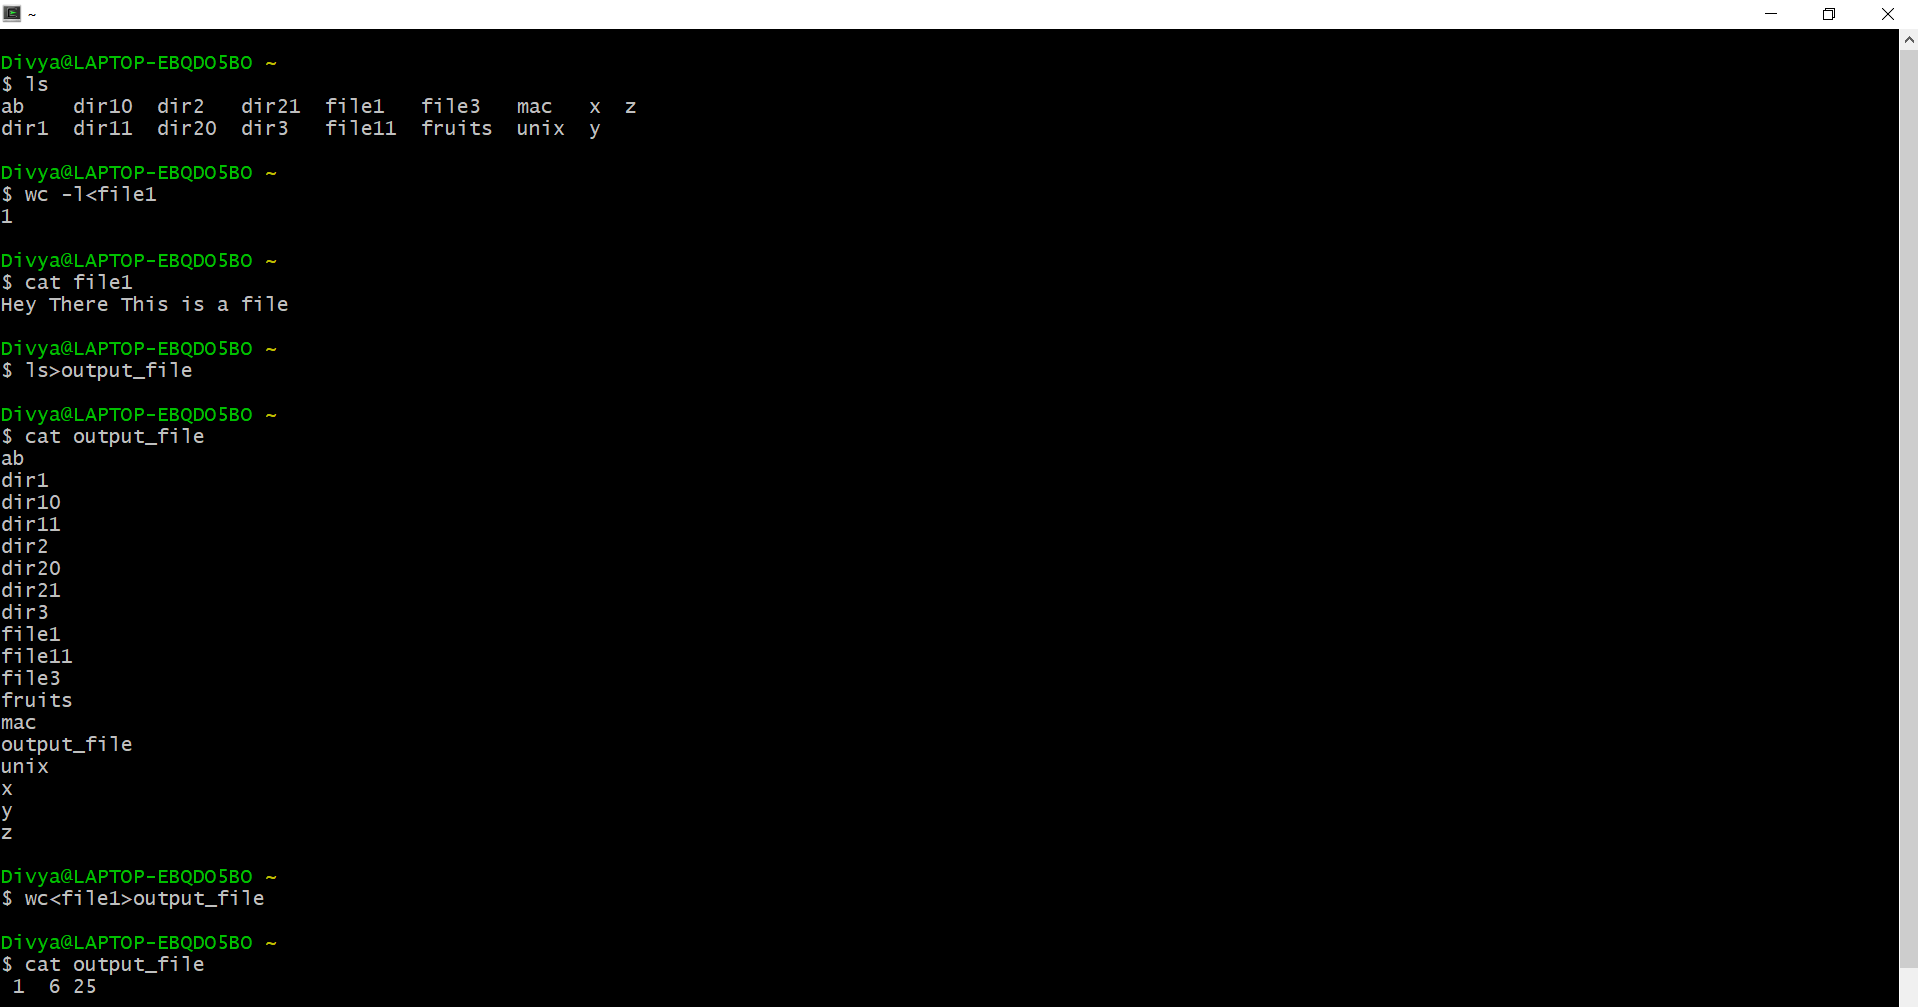 ~
Divya@LAPTOP-EBQDO5BO ~
$ ls
ab    dir10  dir2   dir21  file1   file3   mac   x  z
dir1  dir11  dir20  dir3   file11  fruits  unix  y
Divya@LAPTOP-EBQDO5BO ~
$ wc -l<file1
1
Divya@LAPTOP-EBQDO5BO ~
$ cat file1
Hey There This is a file
Divya@LAPTOP-EBQDO5BO ~
$ ls>output_file
Divya@LAPTOP-EBQDO5BO ~
$ cat output_file
ab
dir1
dir10
dir11
dir2
dir20
dir21
dir3
file1
file11
file3
fruits
mac
output_file
unix
x
y
z
Divya@LAPTOP-EBQDO5BO ~
$ wc<file1>output_file
Divya@LAPTOP-EBQDO5BO ~
$ cat output_file
 1  6 25